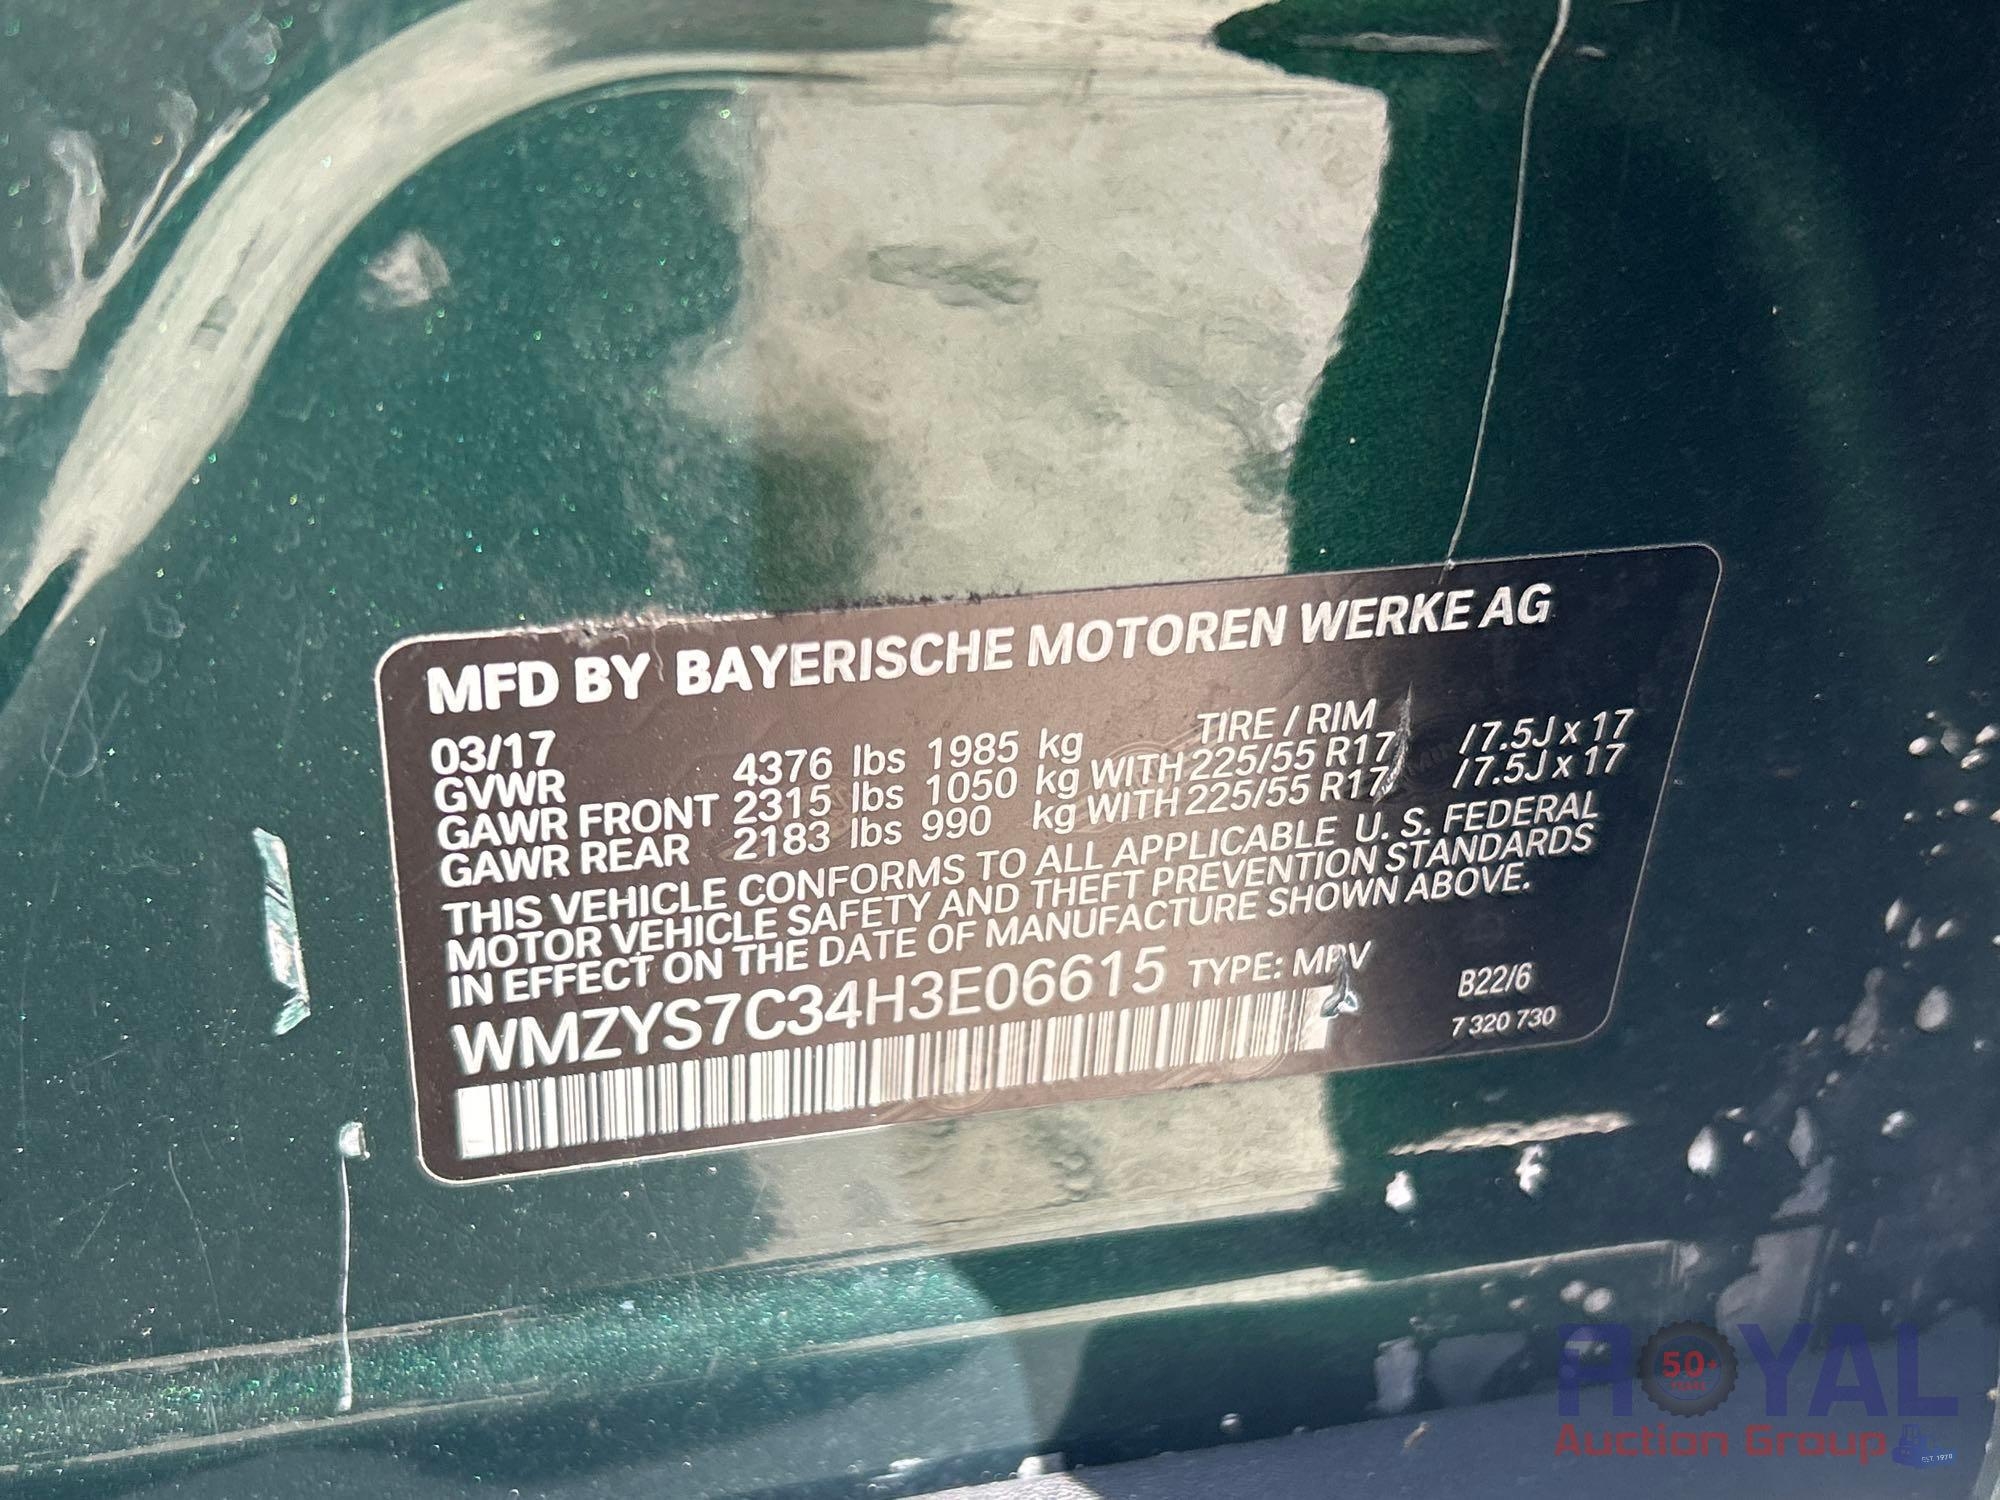 MFD BY BAYERISCHE MOTOREN WERKE AG
03/17 TIRE / RIM
GVWR 4376 lbs 1985 kg
GAWR FRONT 2315 lbs 1050 kg WITH 225/55 R17 /7.5J x 17
GAWR REAR 2183 lbs 990 kg WITH 225/55 R17 /7.5J x 17
THIS VEHICLE CONFORMS TO ALL APPLICABLE U. S. FEDERAL
MOTOR VEHICLE SAFETY AND THEFT PREVENTION STANDARDS
IN EFFECT ON THE DATE OF MANUFACTURE SHOWN ABOVE.
WMZYS7C34H3E06615 TYPE: MPV
B22/6
7 320 730
ROYAL
50+
YEARS
Auction Group
EST. 1970